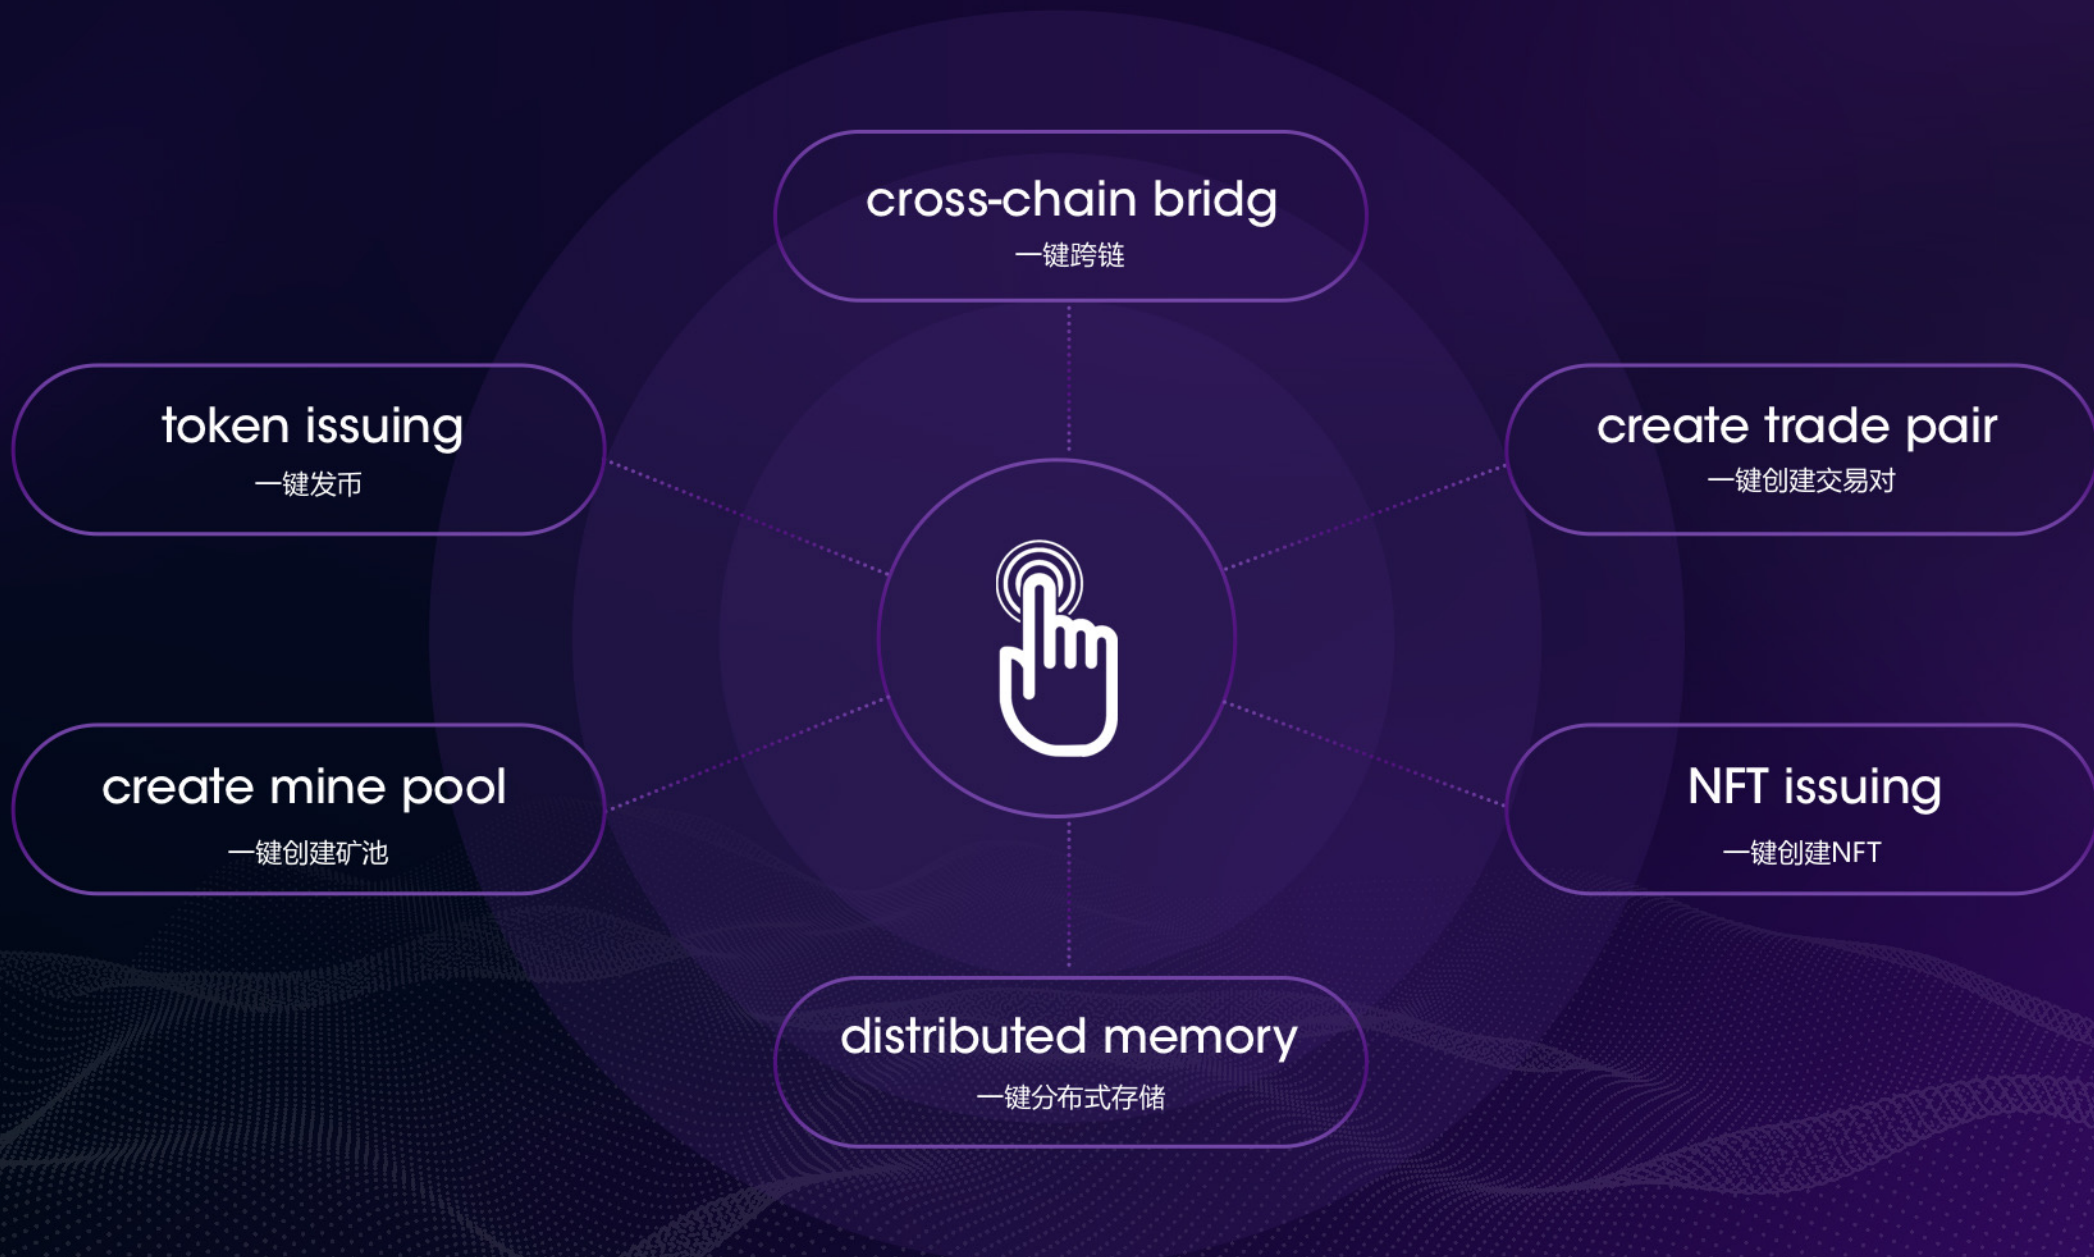 cross-chain bridg
一键跨链
token issuing
一键发币
create trade pair
一键创建交易对
create mine pool
一键创建矿池
NFT issuing
一键创建NFT
distributed memory
一键分布式存储